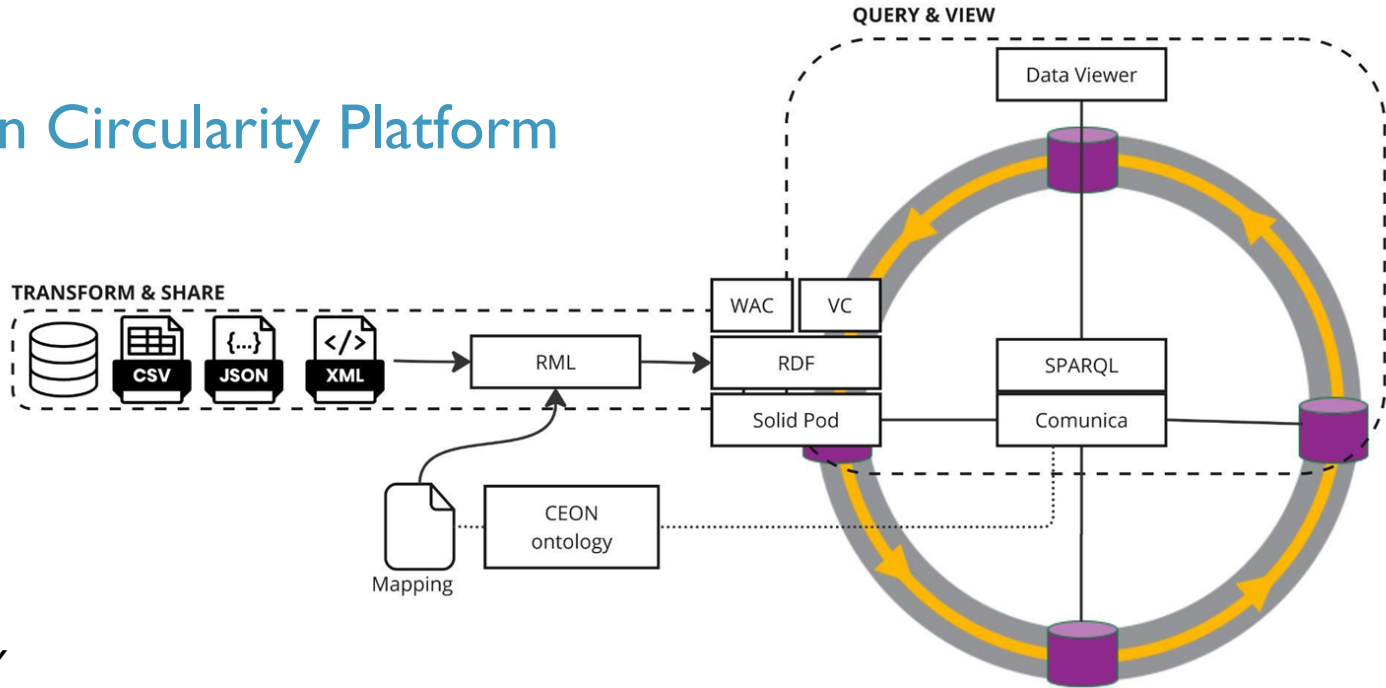 QUERY & VIEW
Data Viewer
n Circularity Platform
TRANSFORM & SHARE
WAC
VC
{...}
</>
CSV
JSON
XML
RML
RDF
SPARQL
Solid Pod
Comunica
CEON
ontology
Mapping